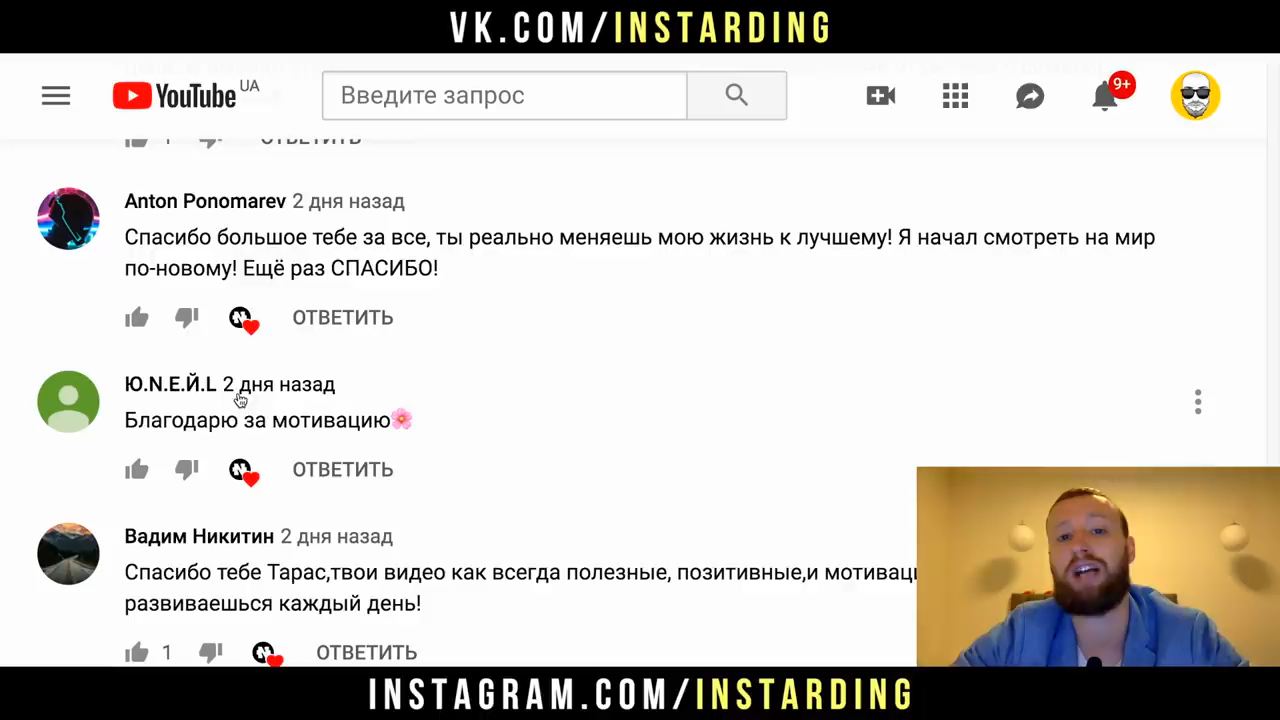 VK.COM/INSTARDING
YouTube UA
Введите запрос
9+
1 ОТВЕТИТЬ
Anton Ponomarev 2 дня назад
Спасибо большое тебе за все, ты реально меняешь мою жизнь к лучшему! Я начал смотреть на мир
по-новому! Ещё раз СПАСИБО!
ОТВЕТИТЬ
Ю.N.E.Й.L 2 дня назад
Благодарю за мотивацию🌸
ОТВЕТИТЬ
Вадим Никитин 2 дня назад
Спасибо тебе Тарас,твои видео как всегда полезные, позитивные,и мотиваци
развиваешься каждый день!
1 ОТВЕТИТЬ
INSTAGRAM.COM/INSTARDING